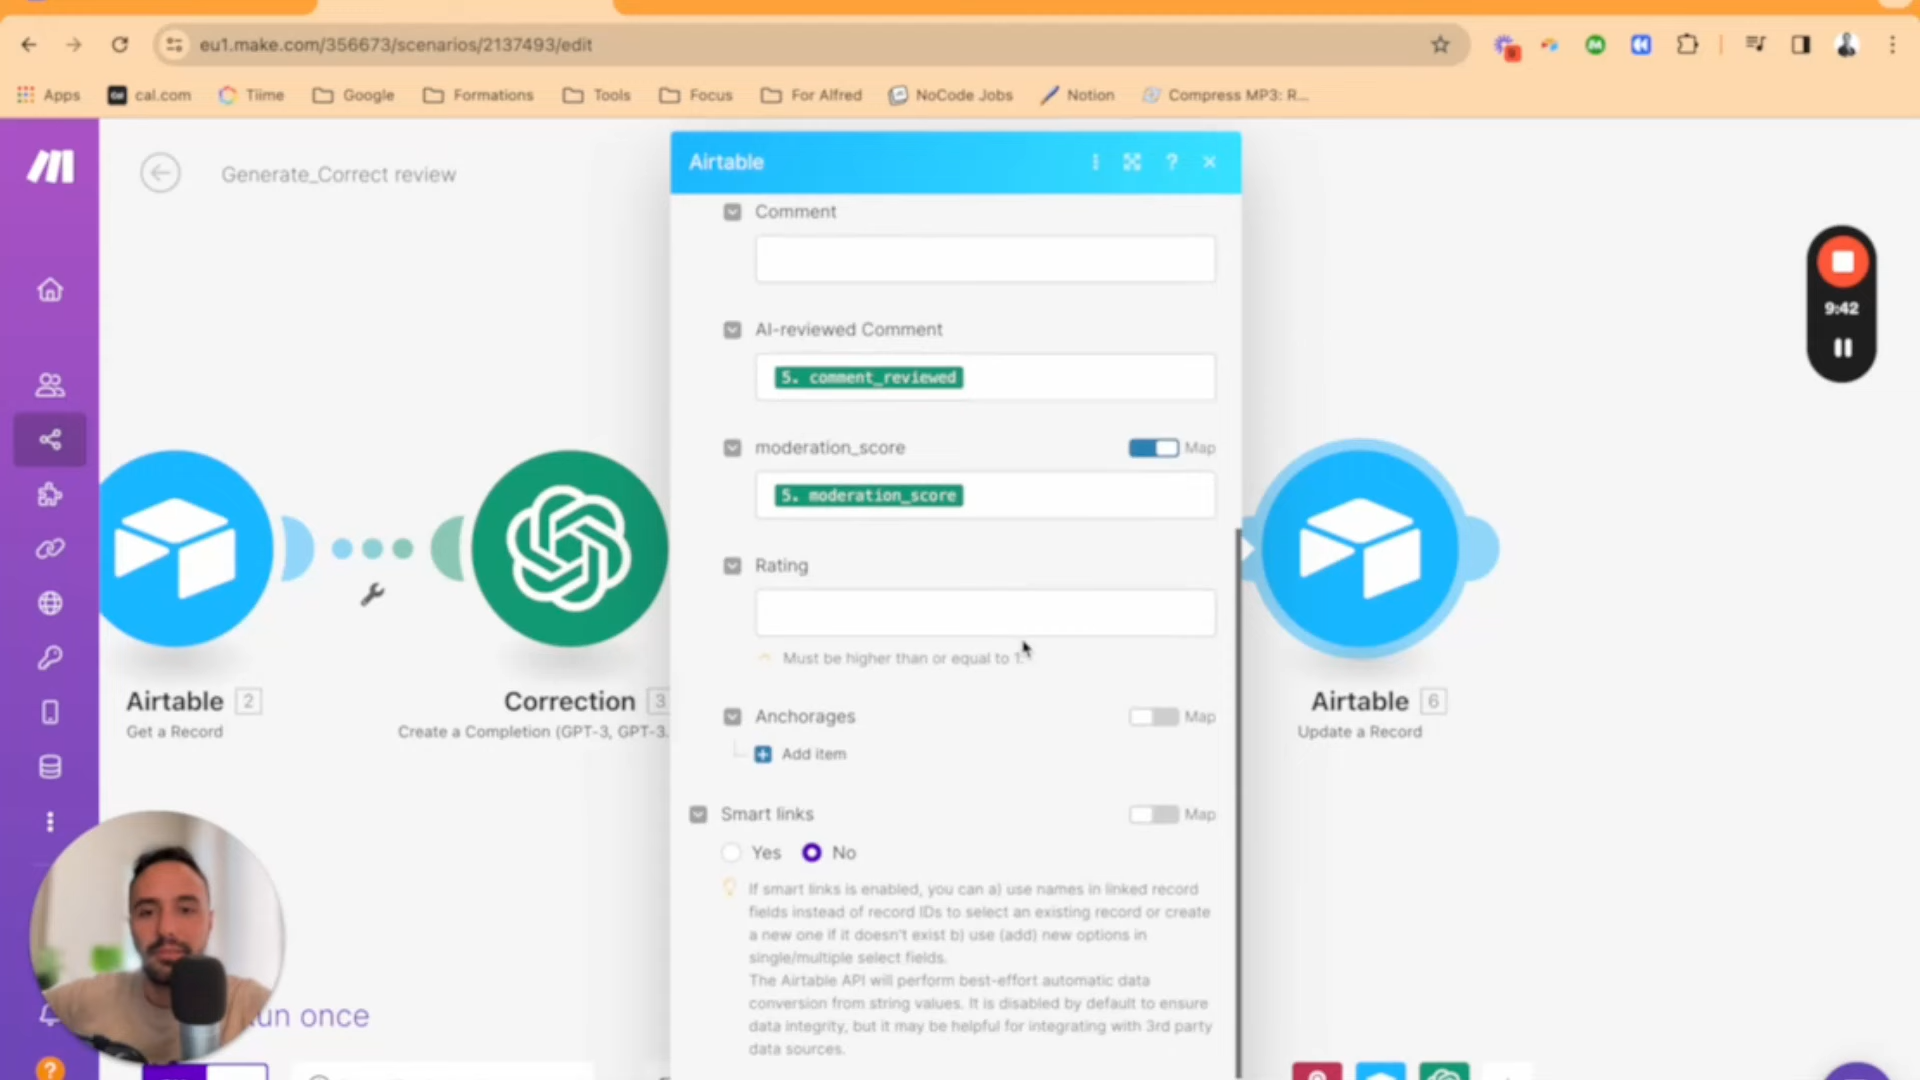 eu1.make.com/356673/scenarios/2137493/edit
Apps
cal.com
Tiime
Google
Formations
Tools
Focus
For Alfred
NoCode Jobs
Notion
Compress MP3: R...
Generate_Correct review
Airtable
?
Comment
AI-reviewed Comment
5. comment_reviewed
moderation_score
Map
5. moderation_score
Rating
Must be higher than or equal to 1.
Anchorages
Map
Add item
Smart links
Map
Yes
No
If smart links is enabled, you can a) use names in linked record
fields instead of record IDs to select an existing record or create
a new one if it doesn't exist b) use (add) new options in
single/multiple select fields.
The Airtable API will perform best-effort automatic data
conversion from string values. It is disabled by default to ensure
data integrity, but it may be helpful for integrating with 3rd party
data sources.
9:42
Airtable 2
Get a Record
Correction 3
Create a Completion (GPT-3, GPT-3.
Airtable 6
Update a Record
un once
?